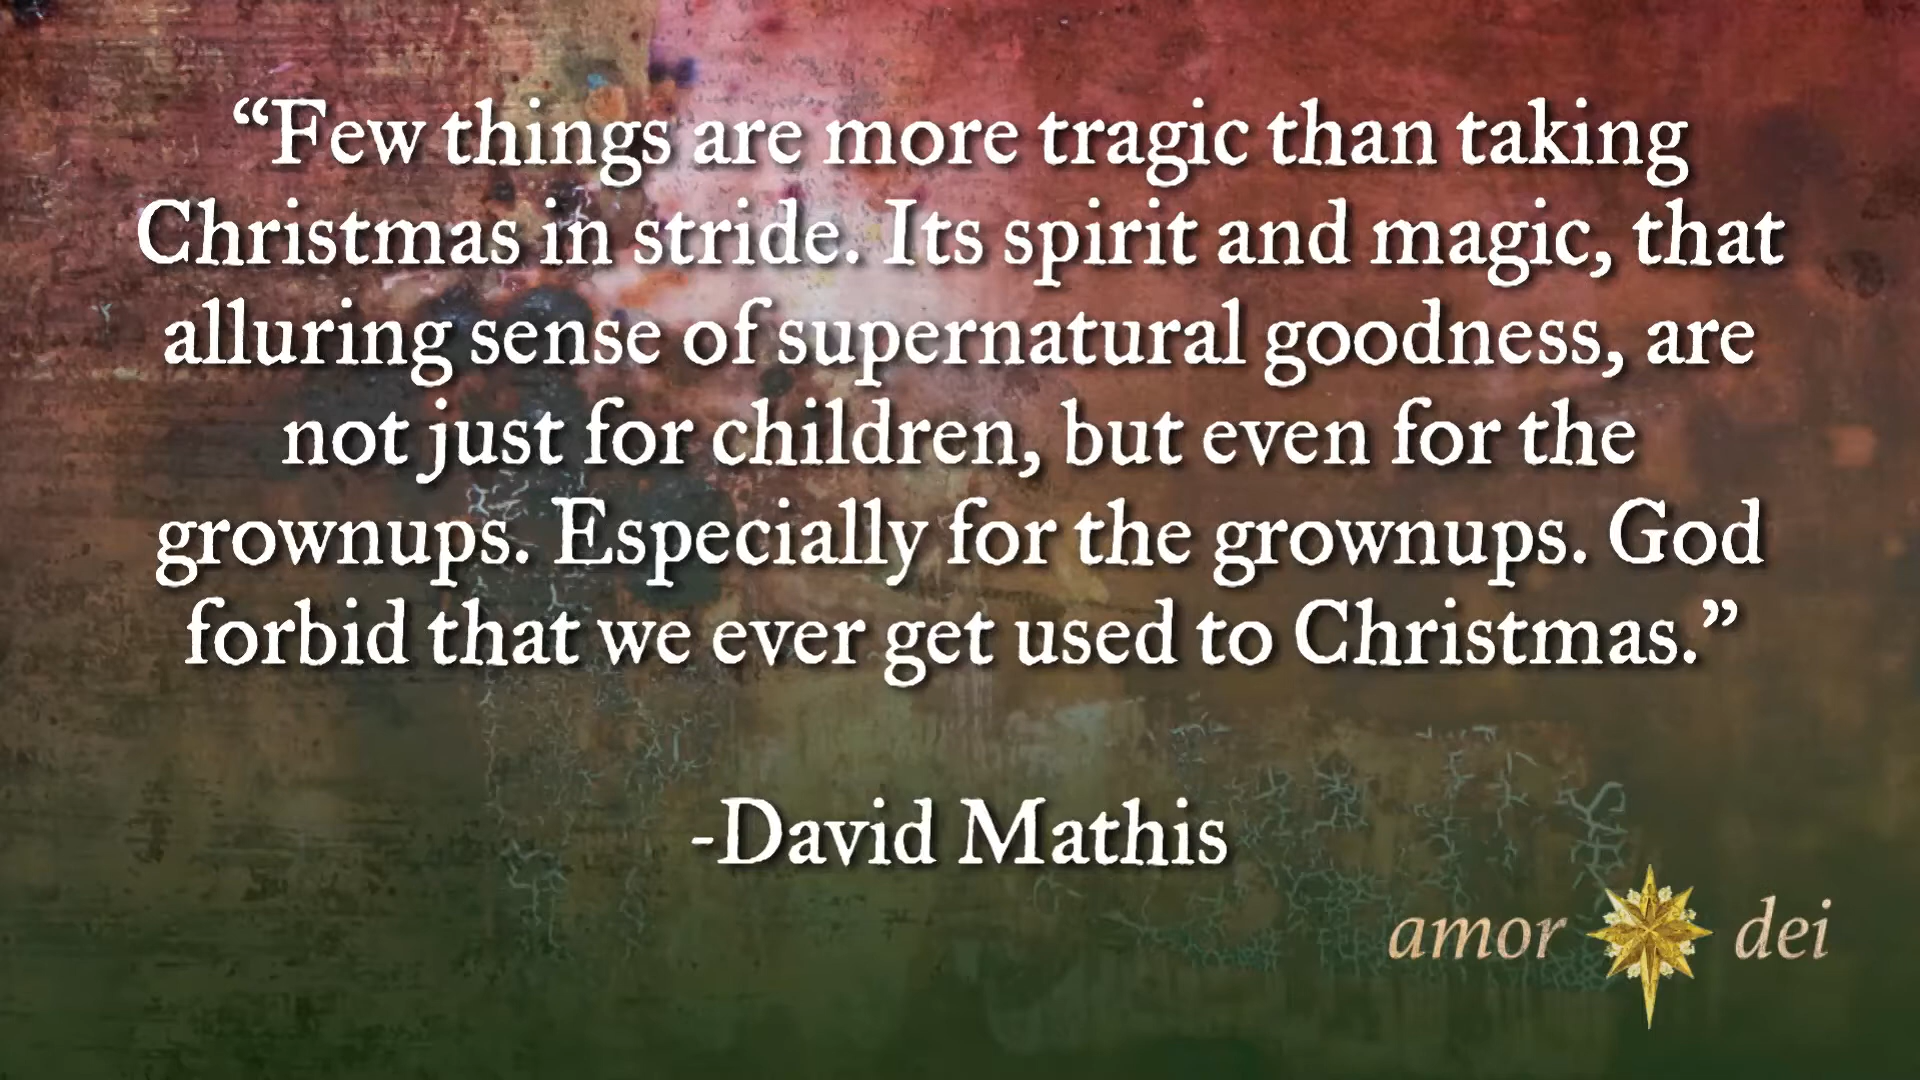 “Few things are more tragic than taking
Christmas in stride. Its spirit and magic, that
alluring sense of supernatural goodness, are
not just for children, but even for the
grownups. Especially for the grownups. God
forbid that we ever get used to Christmas.”
-David Mathis
amor dei